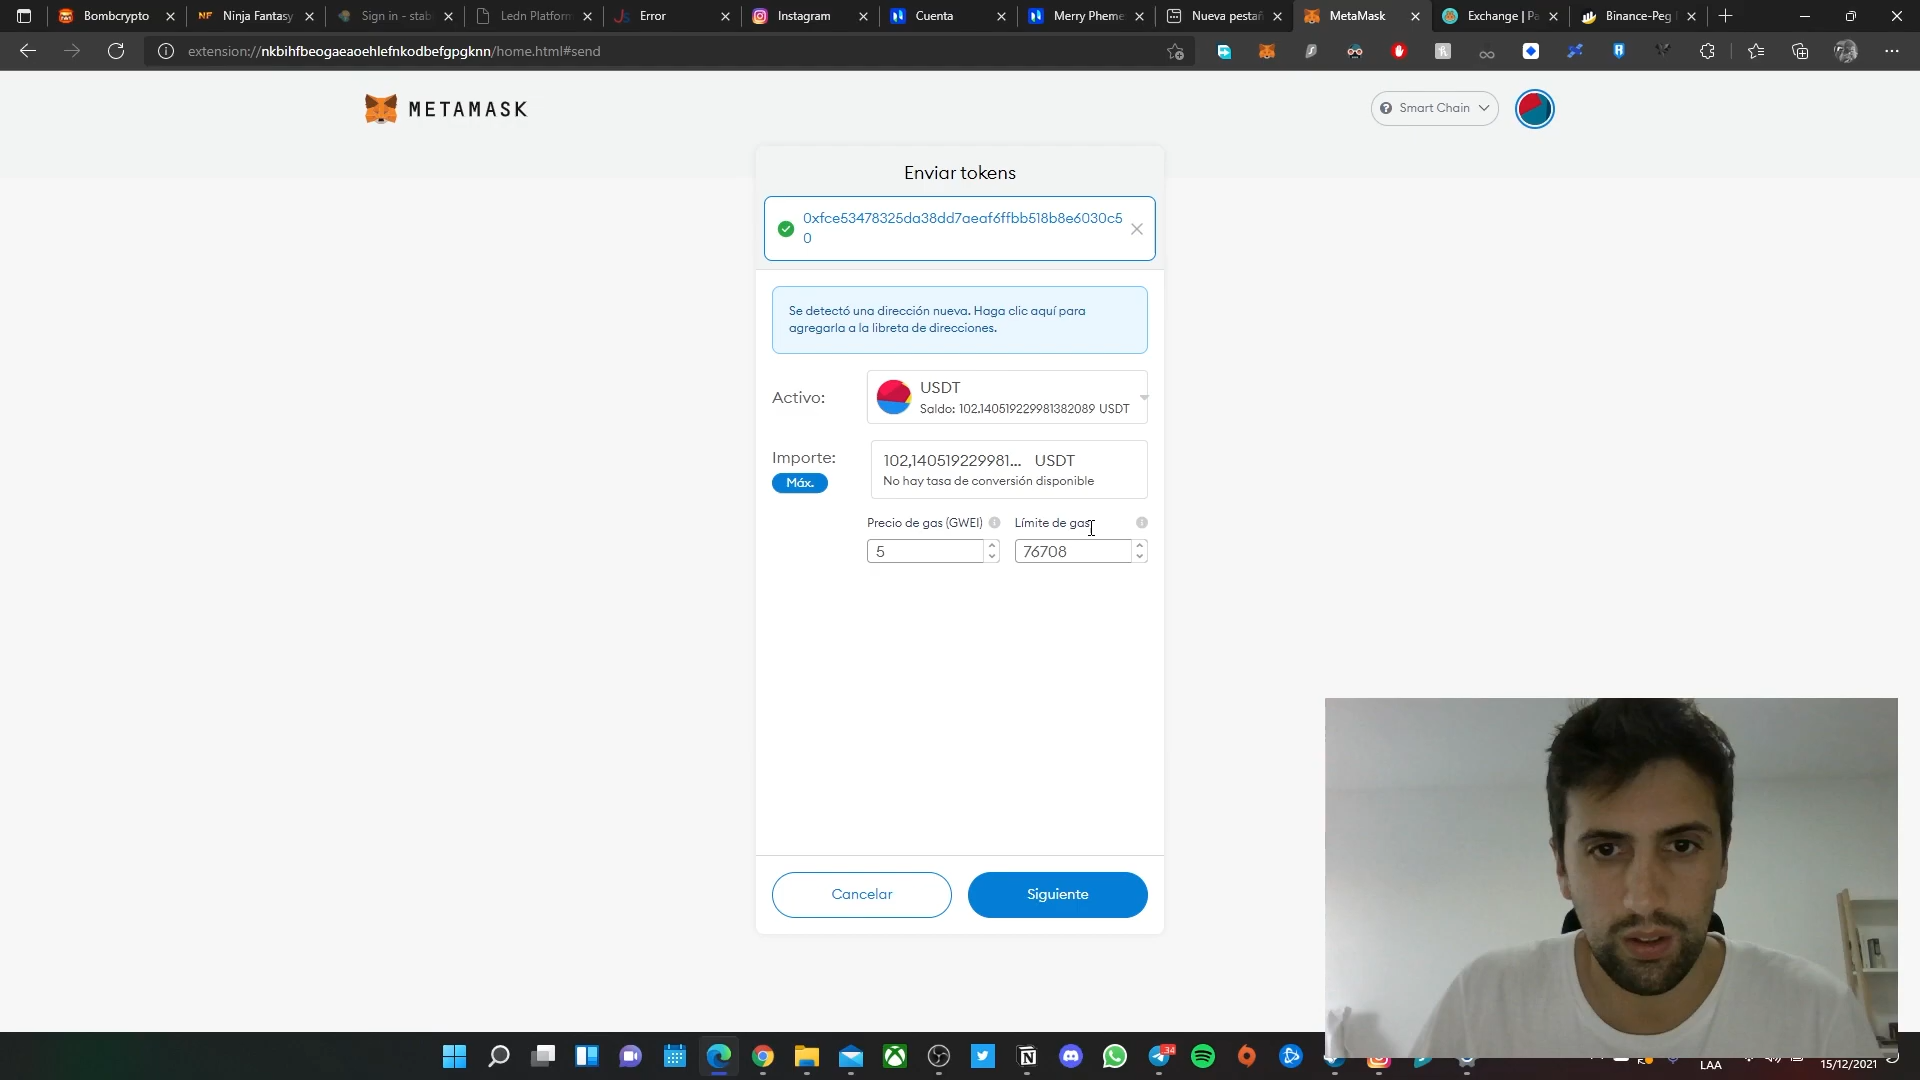 Bombcrypto
Ninja Fantasy
Sign in - stab
Ledn Platform
Error
Instagram
Cuenta
Merry Pheme
Nueva pestañ
MetaMask
Exchange | Pa
Binance-Peg
extension://nkbihfbeogaeaoehlefnkodbefgpgknn/home.html#send
METAMASK
Smart Chain
Enviar tokens
0xfce53478325da38dd7aeaf6ffbb518b8e6030c5
0
Se detectó una dirección nueva. Haga clic aquí para
agregarla a la libreta de direcciones.
Activo:
USDT
Saldo: 102.140519229981382089 USDT
Importe:
Máx.
102,140519229981... USDT
No hay tasa de conversión disponible
Precio de gas (GWEI)
Límite de gas
5
76708
Cancelar
Siguiente
34
LAA
15/12/2021